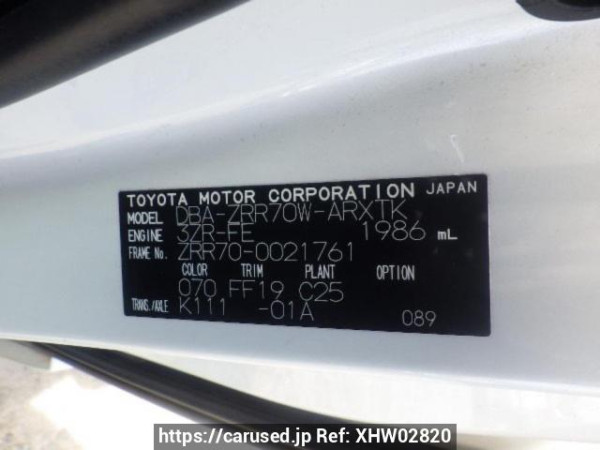 TOYOTA MOTOR CORPORATION JAPAN
MODEL DBA-ZRR70W-ARXTK
ENGINE 3ZR-FE 1986 mL
FRAME No. ZRR70-0021761
COLOR TRIM PLANT OPTION
070 FF19 C25
TRANS./AXLE K111 -01A
089
https://carused.jp Ref: XHW02820